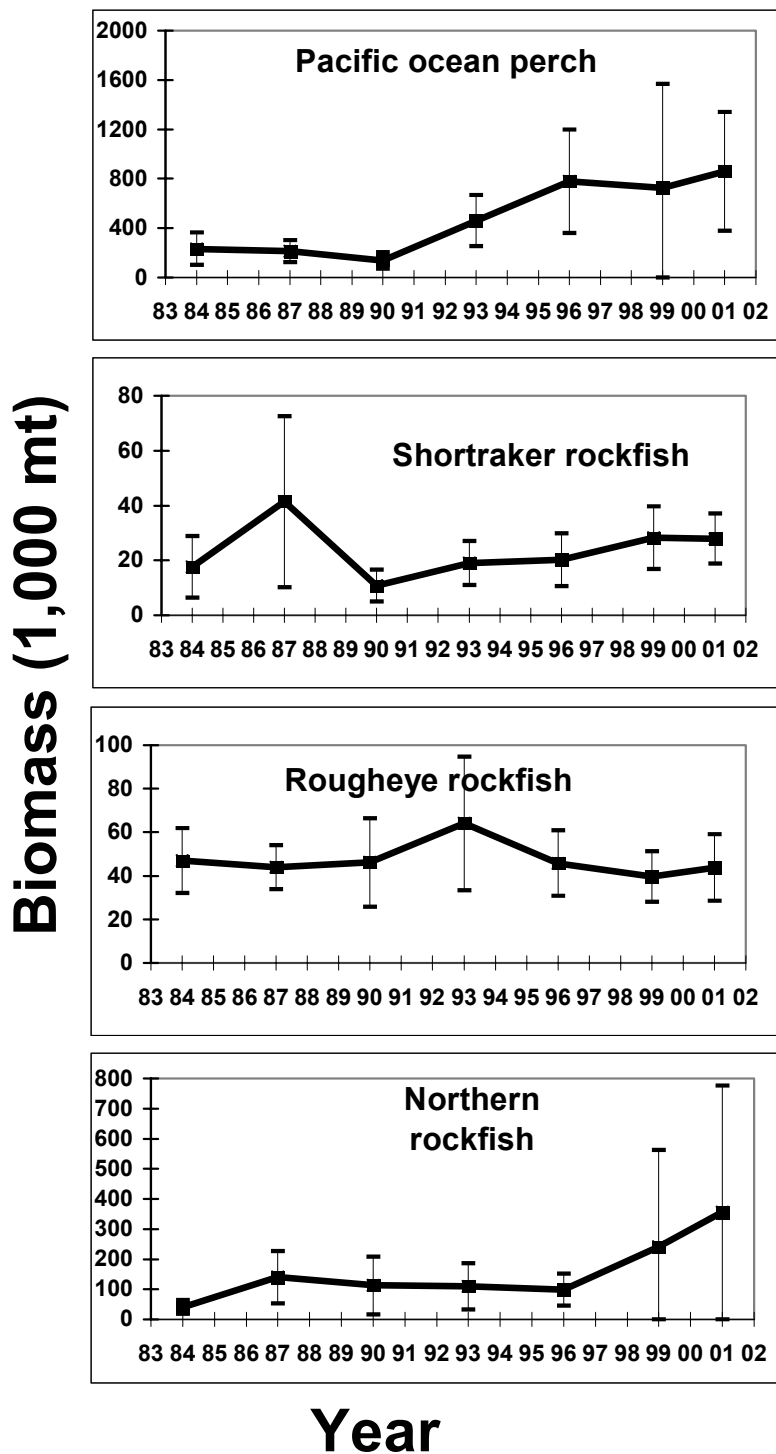 Biomass (1,000 mt)
Pacific ocean perch
2000
1600
1200
800
400
0
83 84 85 86 87 88 89 90 91 92 93 94 95 96 97 98 99 00 01 02
Shortraker rockfish
80
60
40
20
0
83 84 85 86 87 88 89 90 91 92 93 94 95 96 97 98 99 00 01 02
Rougheye rockfish
100
80
60
40
20
0
83 84 85 86 87 88 89 90 91 92 93 94 95 96 97 98 99 00 01 02
Northern
rockfish
800
700
600
500
400
300
200
100
0
83 84 85 86 87 88 89 90 91 92 93 94 95 96 97 98 99 00 01 02
Year